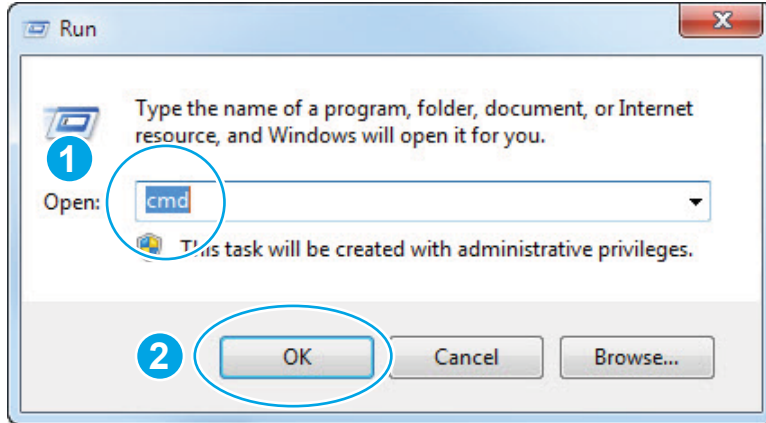 Run
Type the name of a program, folder, document, or Internet
resource, and Windows will open it for you.
1
Open: cmd
This task will be created with administrative privileges.
2 OK Cancel Browse...